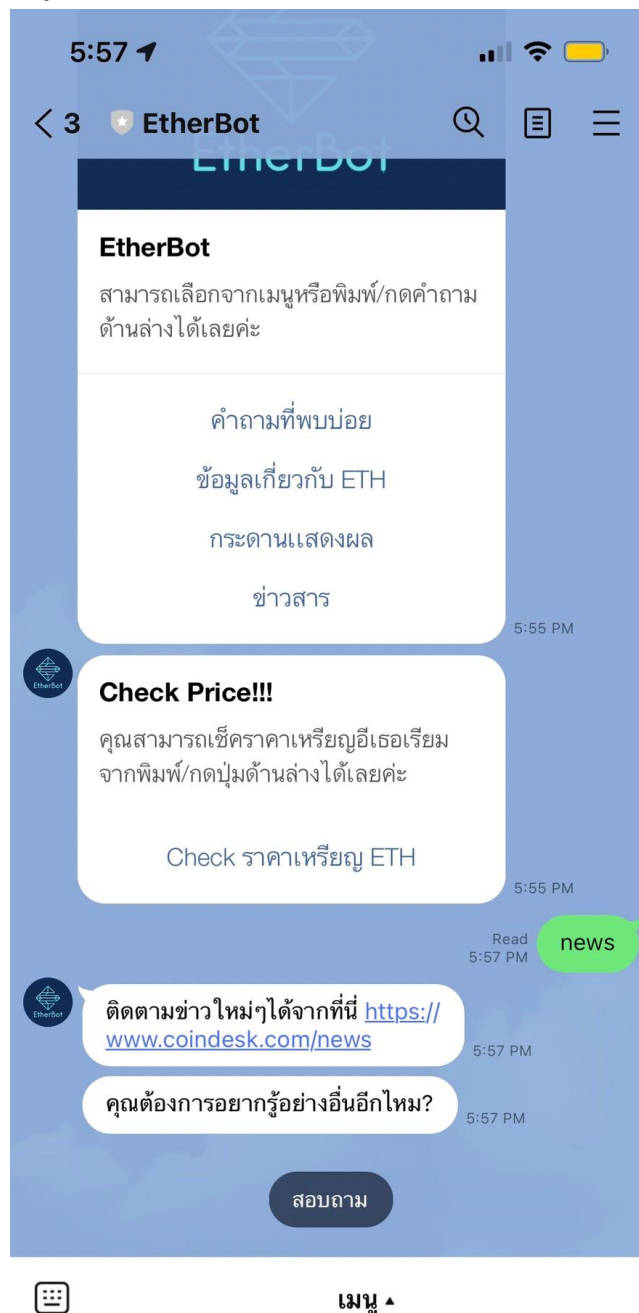 5:57
3 EtherBot
EtherBot
EtherBot
สามารถเลือกจากเมนูหรือพิมพ์/กดคำถาม
ด้านล่างได้เลยค่ะ
คำถามที่พบบ่อย
ข้อมูลเกี่ยวกับ ETH
กระดานแสดงผล
ข่าวสาร
5:55 PM
EtherBot
Check Price!!!
คุณสามารถเช็คราคาเหรียญอีเธอเรียม
จากพิมพ์/กดปุ่มด้านล่างได้เลยค่ะ
Check ราคาเหรียญ ETH
5:55 PM
Read
5:57 PM
news
EtherBot
ติดตามข่าวใหม่ๆได้จากที่นี่ https://
www.coindesk.com/news
5:57 PM
คุณต้องการอยากรู้อย่างอื่นอีกไหม?
5:57 PM
สอบถาม
เมนู ▴